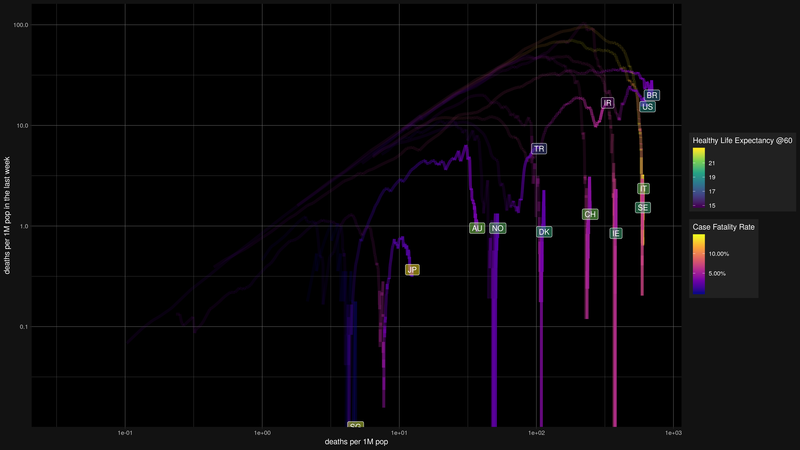 100.0
BR
IR
US
Healthy Life Expectancy @60
21
19
17
15
10.0
TR
IT
SE
CH
Case Fatality Rate
10.00%
5.00%
deaths per 1M pop in the last week
1.0
AU
NO
DK
IE
JP
0.1
SG
1e-01
1e+00
1e+01
1e+02
1e+03
deaths per 1M pop